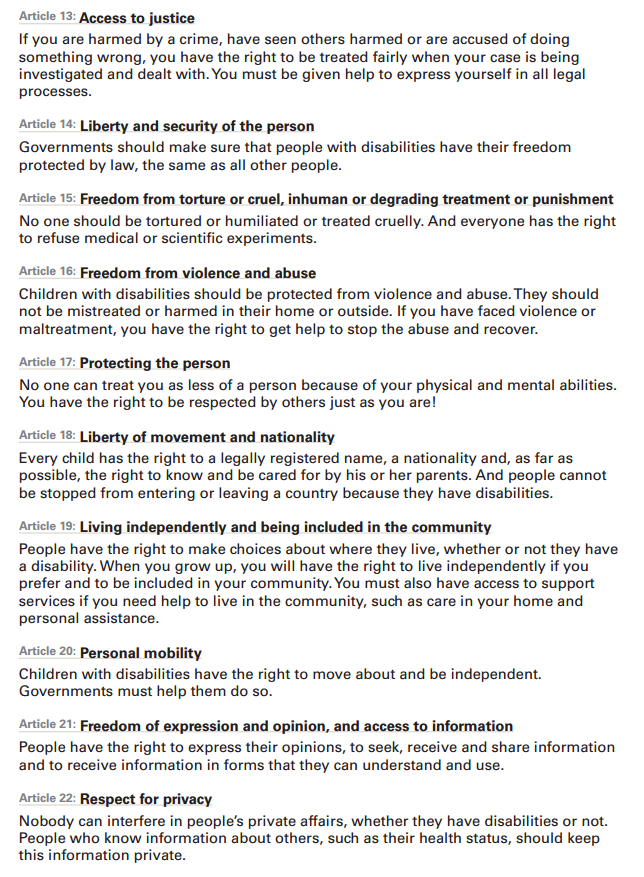 Article 13: Access to justice
If you are harmed by a crime, have seen others harmed or are accused of doing
something wrong, you have the right to be treated fairly when your case is being
investigated and dealt with. You must be given help to express yourself in all legal
processes.
Article 14: Liberty and security of the person
Governments should make sure that people with disabilities have their freedom
protected by law, the same as all other people.
Article 15: Freedom from torture or cruel, inhuman or degrading treatment or punishment
No one should be tortured or humiliated or treated cruelly. And everyone has the right
to refuse medical or scientific experiments.
Article 16: Freedom from violence and abuse
Children with disabilities should be protected from violence and abuse. They should
not be mistreated or harmed in their home or outside. If you have faced violence or
maltreatment, you have the right to get help to stop the abuse and recover.
Article 17: Protecting the person
No one can treat you as less of a person because of your physical and mental abilities.
You have the right to be respected by others just as you are!
Article 18: Liberty of movement and nationality
Every child has the right to a legally registered name, a nationality and, as far as
possible, the right to know and be cared for by his or her parents. And people cannot
be stopped from entering or leaving a country because they have disabilities.
Article 19: Living independently and being included in the community
People have the right to make choices about where they live, whether or not they have
a disability. When you grow up, you will have the right to live independently if you
prefer and to be included in your community. You must also have access to support
services if you need help to live in the community, such as care in your home and
personal assistance.
Article 20: Personal mobility
Children with disabilities have the right to move about and be independent.
Governments must help them do so.
Article 21: Freedom of expression and opinion, and access to information
People have the right to express their opinions, to seek, receive and share information
and to receive information in forms that they can understand and use.
Article 22: Respect for privacy
Nobody can interfere in people's private affairs, whether they have disabilities or not.
People who know information about others, such as their health status, should keep
this information private.